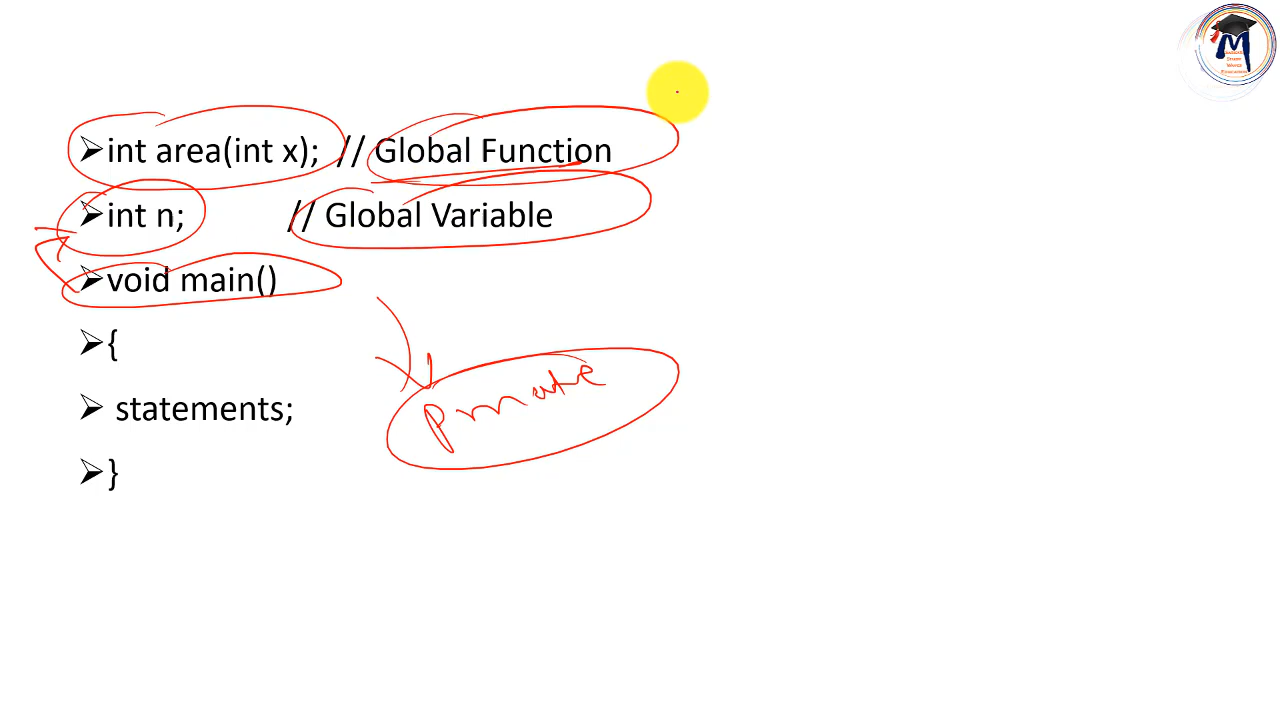 ➢int area(int x); // Global Function
➢int n; // Global Variable
➢void main()
➢{
➢ statements;
private
➢}